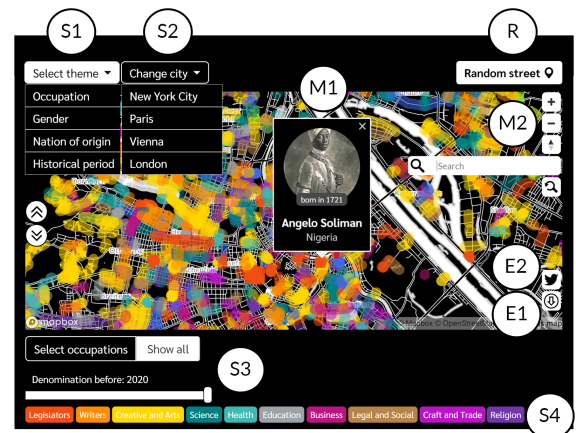 S1
S2
R
Select theme
Change city
Random street
M1
Occupation
New York City
Gender
Paris
M2
Nation of origin
Vienna
Historical period
London
Search
born in 1721
Angelo Soliman
Nigeria
E2
mapbox
E1
Mapbox © OpenStreetMap
map
Select occupations
Show all
S3
Denomination before: 2020
Legislators
Writers
Creative and Arts
Science
Health
Education
Business
Legal and Social
Craft and Trade
Religion
S4